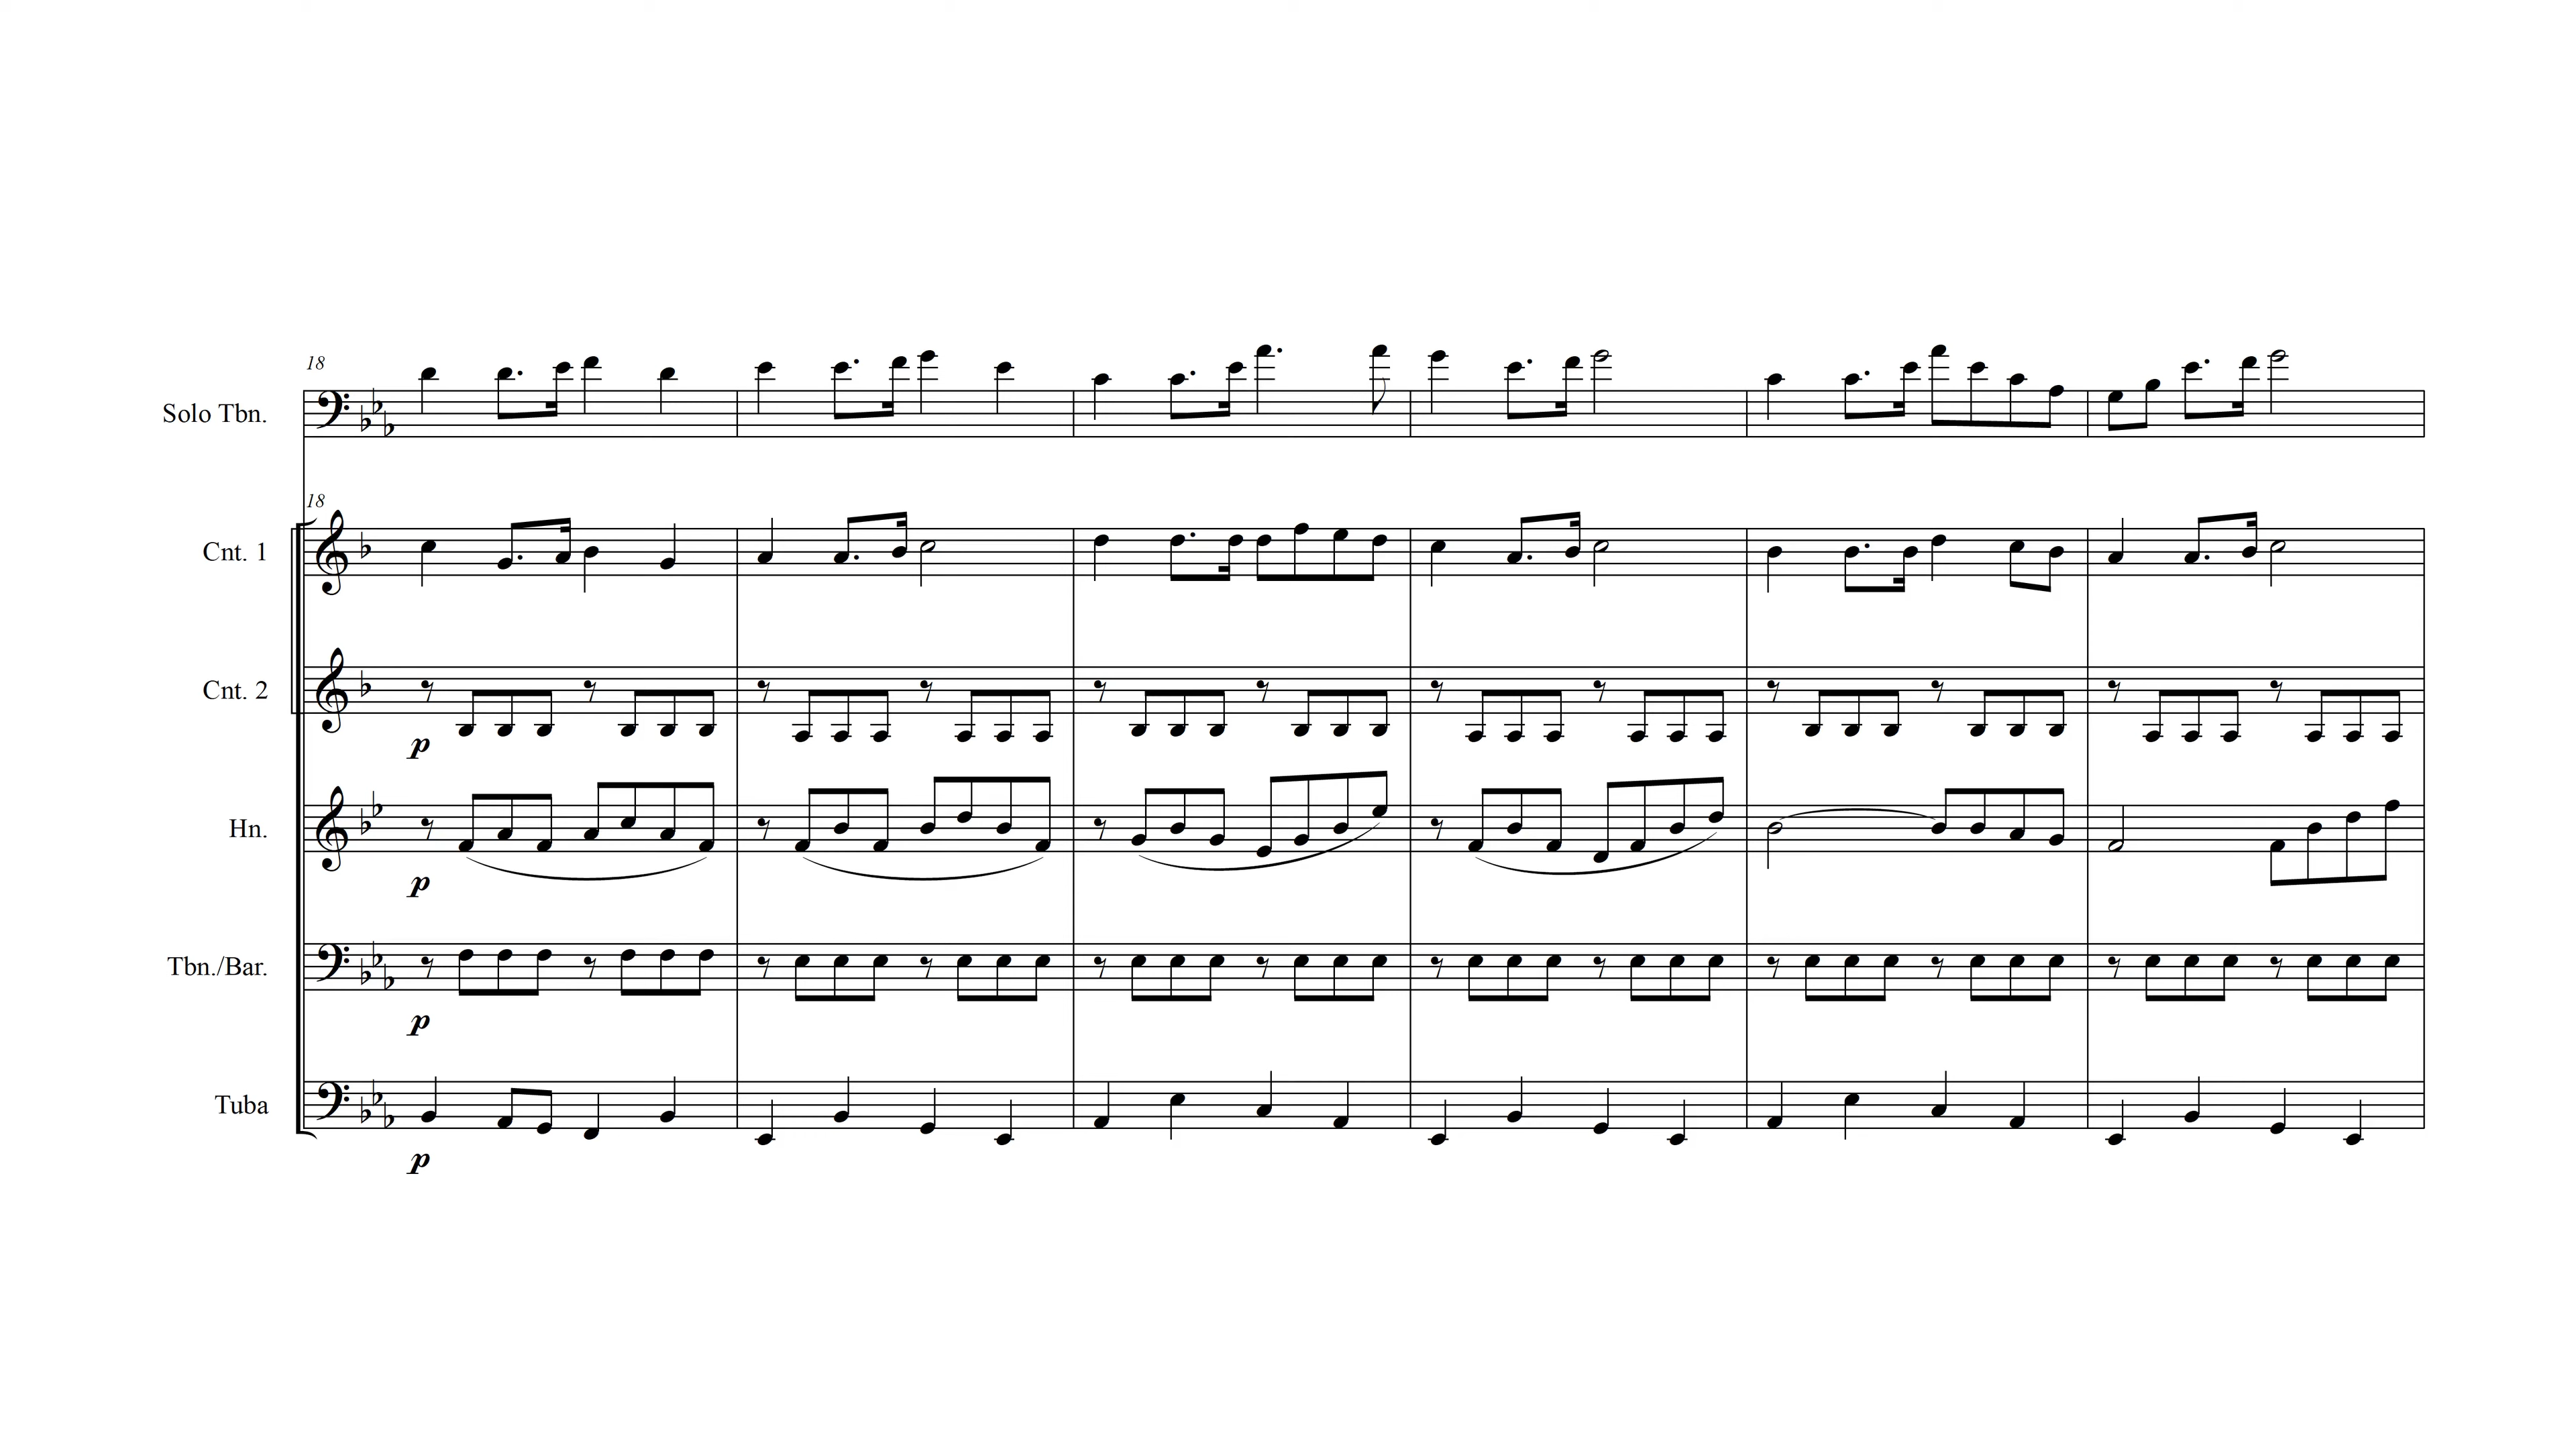 18
Solo Tbn.
18
Cnt. 1
Cnt. 2
p
Hn.
p
Tbn./Bar.
p
Tuba
p